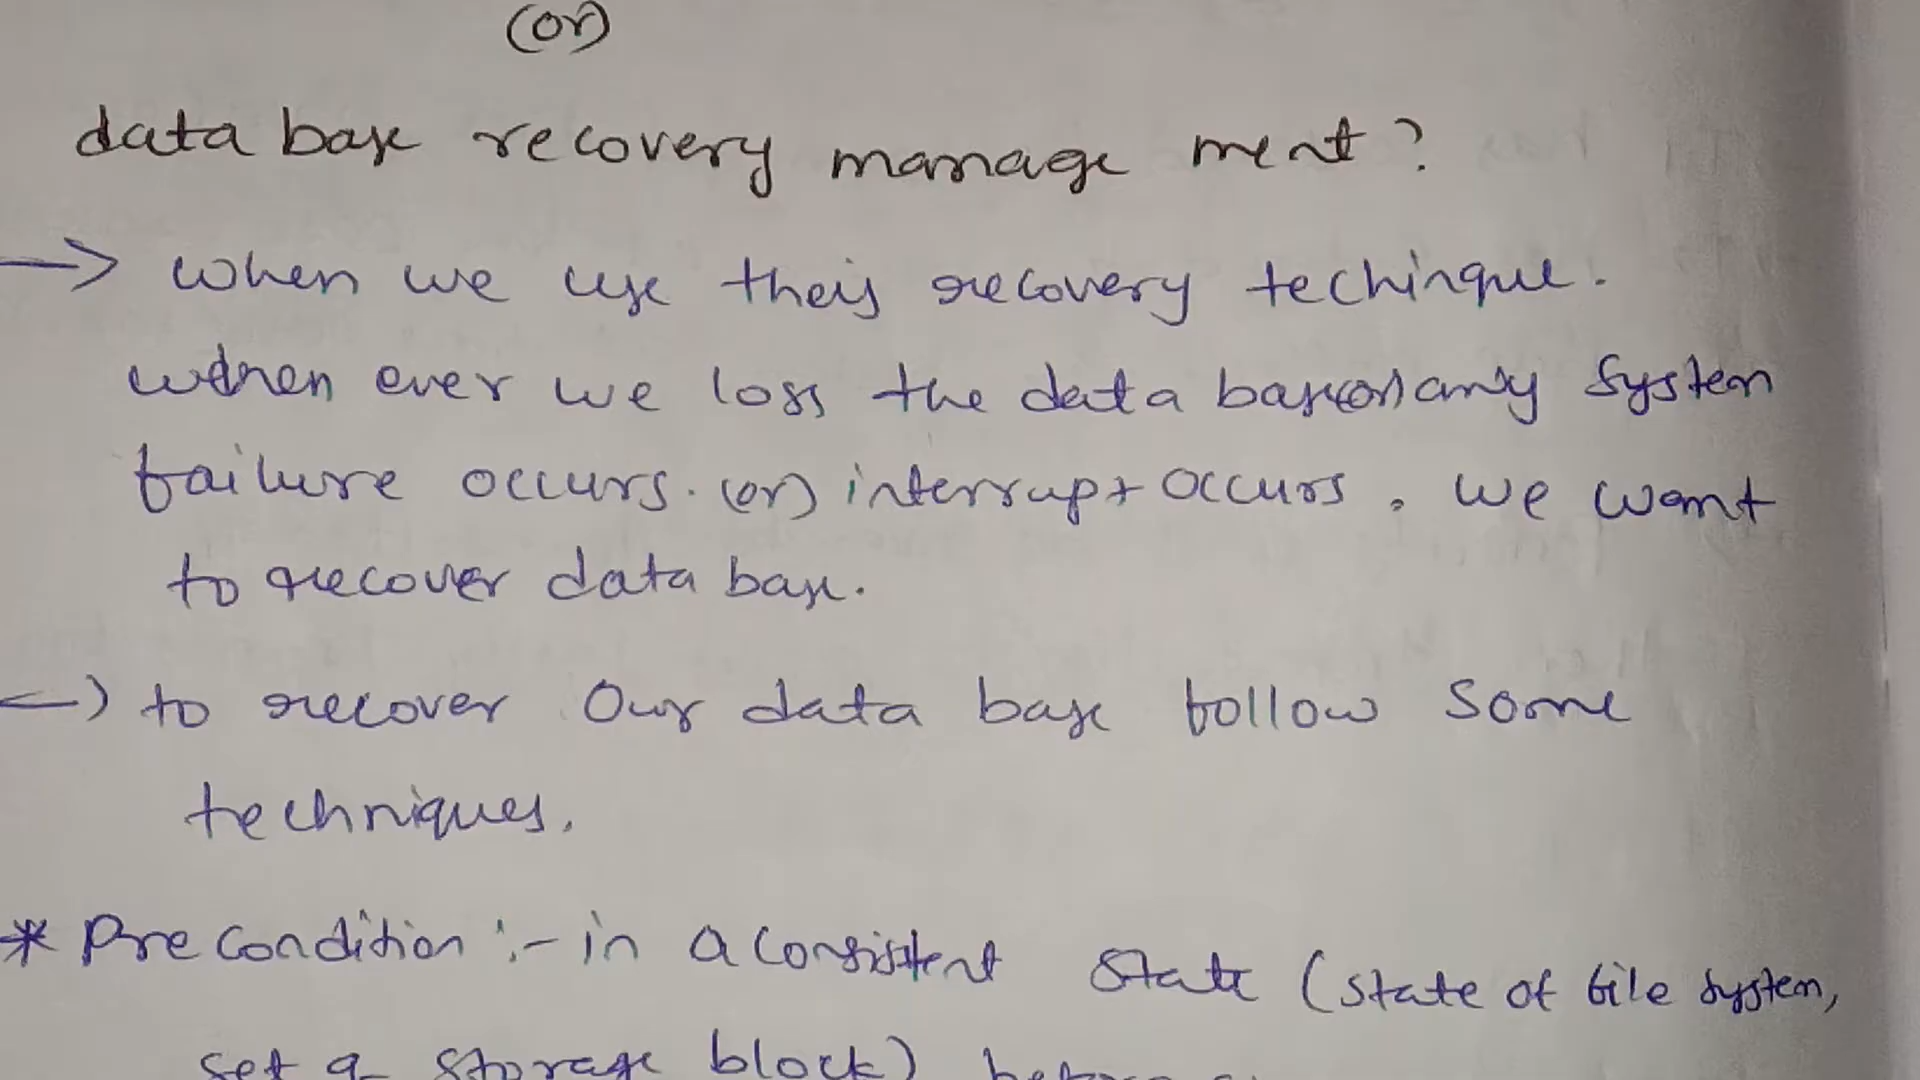 (or)
data base recovery manage ment?
→ when we use theis recovery techinque.
when ever we loss the data base(or) any system
failure occurs. (or) interrupt occurs, we want
to recover data base.
→ to recover Our data base follow some
techniques.
* Pre condition :- in a consistent state (state of file system,
set storage block)